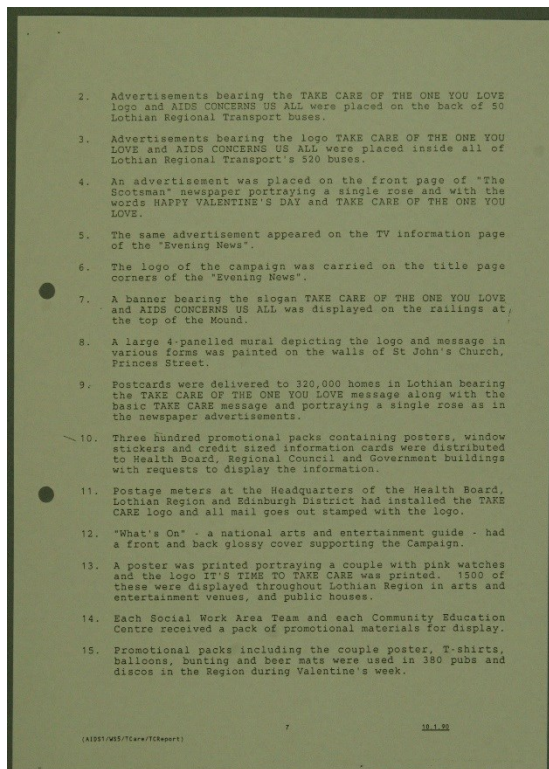 2. Advertisements bearing the TAKE CARE OF THE ONE YOU LOVE
logo and AIDS CONCERNS US ALL were placed on the back of 50
Lothian Regional Transport buses.
3. Advertisements bearing the logo TAKE CARE OF THE ONE YOU
LOVE and AIDS CONCERNS US ALL were placed inside all of
Lothian Regional Transport's 520 buses.
4. An advertisement was placed on the front page of "The
Scotsman" newspaper portraying a single rose and with the
words HAPPY VALENTINE'S DAY and TAKE CARE OF THE ONE YOU
LOVE.
5. The same advertisement appeared on the TV information page
of the "Evening News".
6. The logo of the campaign was carried on the title page
corners of the "Evening News".
7. A banner bearing the slogan TAKE CARE OF THE ONE YOU LOVE
and AIDS CONCERNS US ALL was displayed on the railings at
the top of the Mound.
8. A large 4-panelled mural depicting the logo and message in
various forms was painted on the walls of St John's Church,
Princes Street.
9. Postcards were delivered to 320,000 homes in Lothian bearing
the TAKE CARE OF THE ONE YOU LOVE message along with the
basic TAKE CARE message and portraying a single rose as in
the newspaper advertisements.
10. Three hundred promotional packs containing posters, window
stickers and credit sized information cards were distributed
to Health Board, Regional Council and Government buildings
with requests to display the information.
11. Postage meters at the Headquarters of the Health Board,
Lothian Region and Edinburgh District had installed the TAKE
CARE logo and all mail goes out stamped with the logo.
12. "What's On" - a national arts and entertainment guide - had
a front and back glossy cover supporting the Campaign.
13. A poster was printed portraying a couple with pink watches
and the logo IT'S TIME TO TAKE CARE was printed. 1500 of
these were displayed throughout Lothian Region in arts and
entertainment venues, and public houses.
14. Each Social Work Area Team and each Community Education
Centre received a pack of promotional materials for display.
15. Promotional packs including the couple poster, T-shirts,
balloons, bunting and beer mats were used in 380 pubs and
discos in the Region during Valentine's week.
7 10.1.90
(AIDS1/WS5/TCare/TCReport)